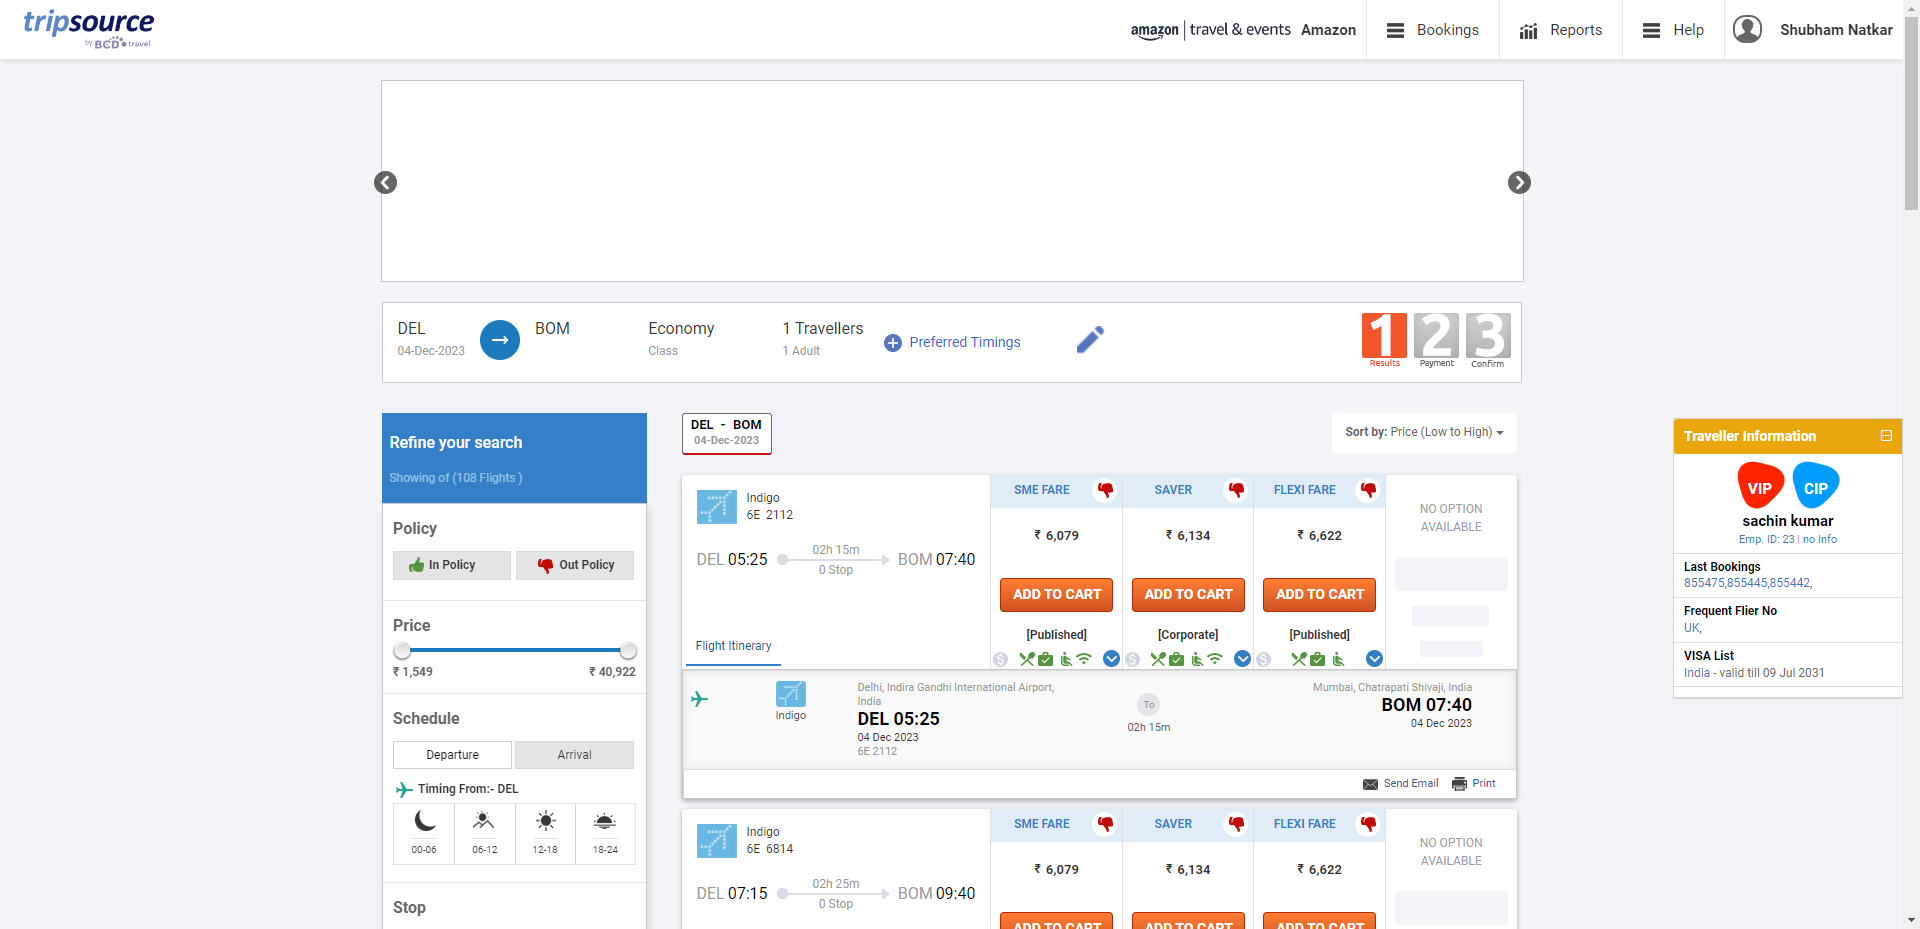 tripsource
by BCD travel
amazon | travel & events Amazon
Bookings
Reports
Help
Shubham Natkar
DEL
04-Dec-2023
BOM
Economy
Class
1 Travellers
1 Adult
Preferred Timings
1 2 3
Results Payment Confirm
Refine your search
Showing of (108 Flights )
Policy
In Policy
Out Policy
Price
₹ 1,549 ₹ 40,922
Schedule
Departure Arrival
Timing From:- DEL
00-06 06-12 12-18 18-24
Stop
DEL - BOM
04-Dec-2023
Sort by: Price (Low to High)
Indigo
6E 2112
DEL 05:25
02h 15m
0 Stop
BOM 07:40
Flight Itinerary
SME FARE
₹ 6,079
ADD TO CART
[Published]
SAVER
₹ 6,134
ADD TO CART
[Corporate]
FLEXI FARE
₹ 6,622
ADD TO CART
[Published]
NO OPTION
AVAILABLE
Indigo
Delhi, Indira Gandhi International Airport,
India
DEL 05:25
04 Dec 2023
6E 2112
To
02h 15m
Mumbai, Chatrapati Shivaji, India
BOM 07:40
04 Dec 2023
Send Email
Print
Indigo
6E 6814
DEL 07:15
02h 25m
0 Stop
BOM 09:40
SME FARE
₹ 6,079
ADD TO CART
SAVER
₹ 6,134
ADD TO CART
FLEXI FARE
₹ 6,622
ADD TO CART
NO OPTION
AVAILABLE
Traveller Information
VIP CIP
sachin kumar
Emp. ID: 23 | no Info
Last Bookings
855475,855445,855442,
Frequent Flier No
UK,
VISA List
India - valid till 09 Jul 2031